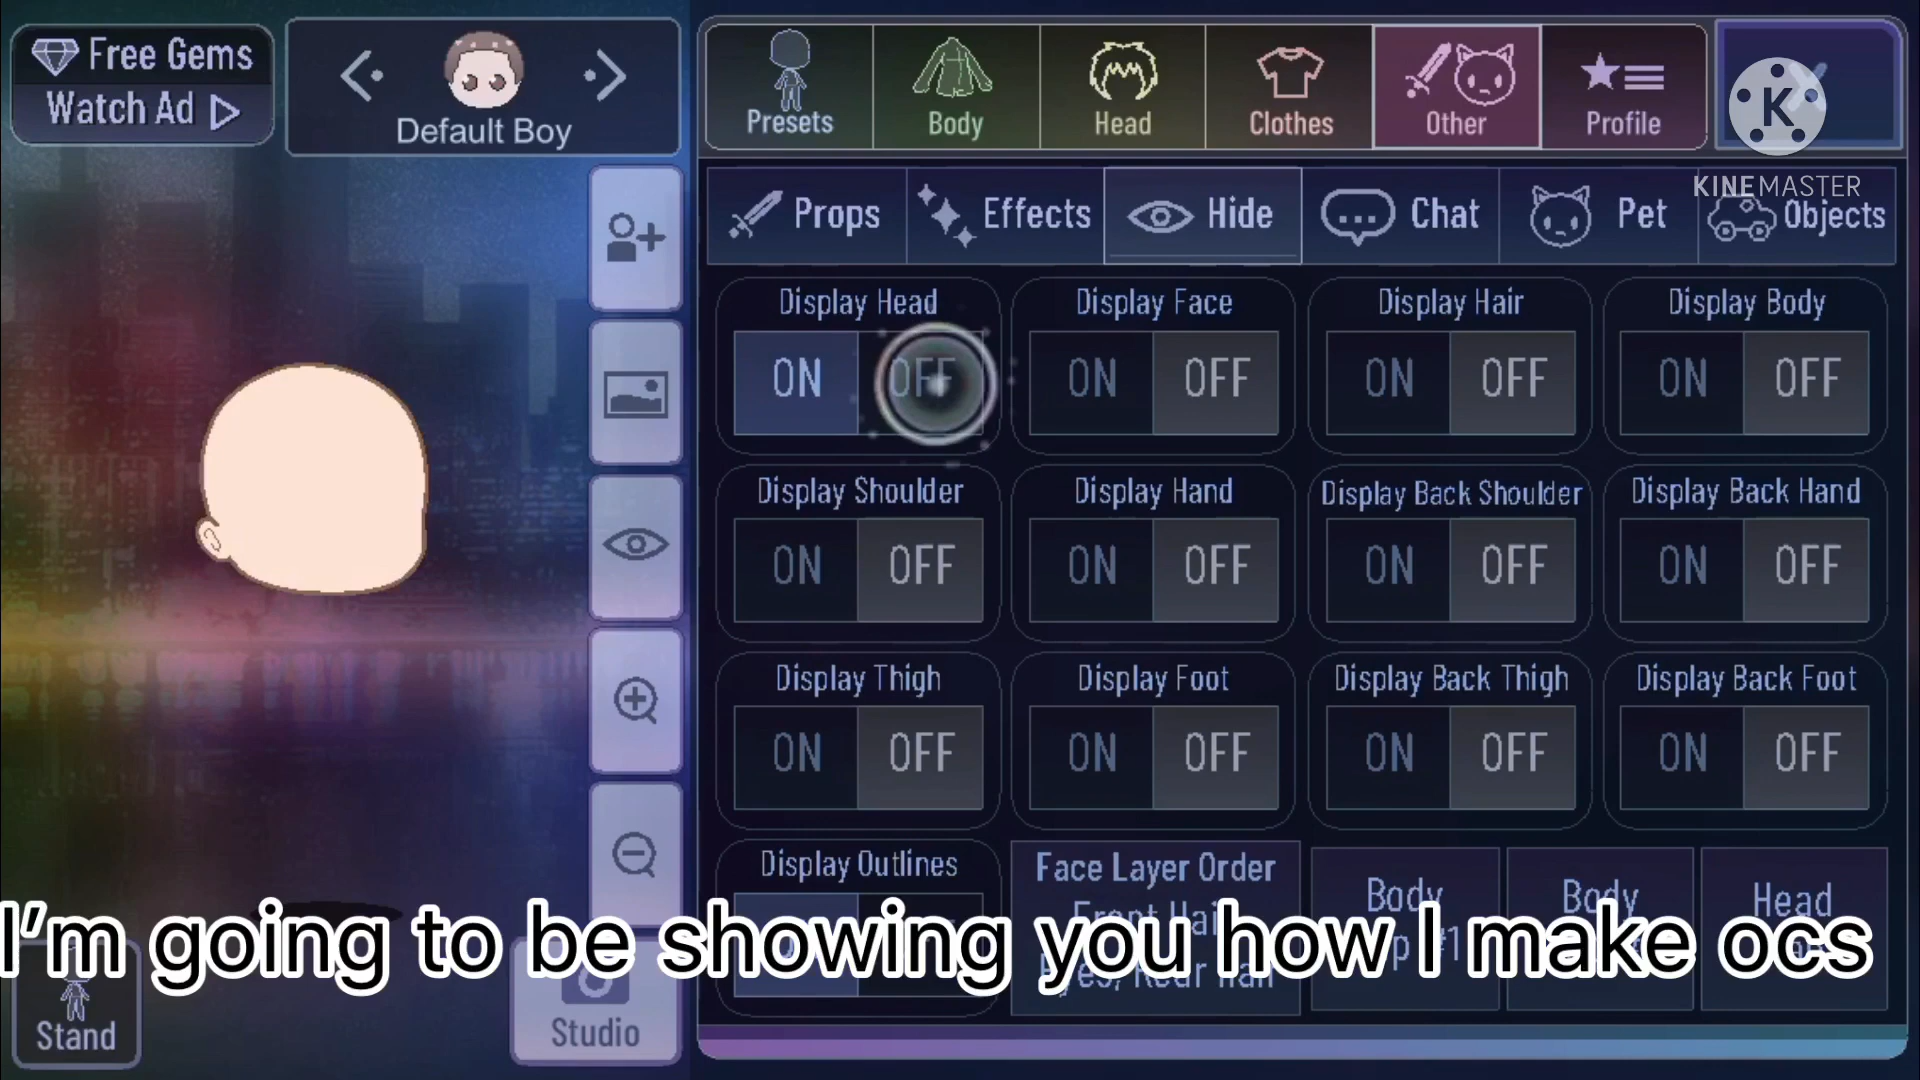 Free Gems
Watch Ad
Default Boy
Presets
Body
Head
Clothes
Other
Profile
K
KINEMASTER
Props
Effects
Hide
Chat
Pet
Objects
Display Head
Display Face
Display Hair
Display Body
ON OFF
ON OFF
ON OFF
ON OFF
Display Shoulder
Display Hand
Display Back Shoulder
Display Back Hand
ON OFF
ON OFF
ON OFF
ON OFF
Display Thigh
Display Foot
Display Back Thigh
Display Back Foot
ON OFF
ON OFF
ON OFF
ON OFF
Display Outlines
Face Layer Order
Body
Body
Head
I'm going to be showing you how I make ocs
Stand
Studio